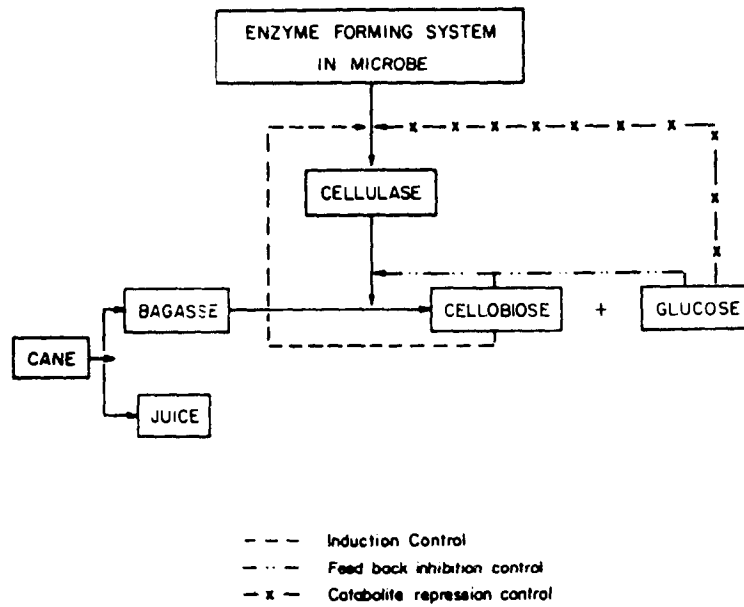 ENZYME FORMING SYSTEM
IN MICROBE
CELLULASE
BAGASSE
CELLOBIOSE
+
GLUCOSE
CANE
JUICE
Induction Control
Feed back inhibition control
Catabolite repression control